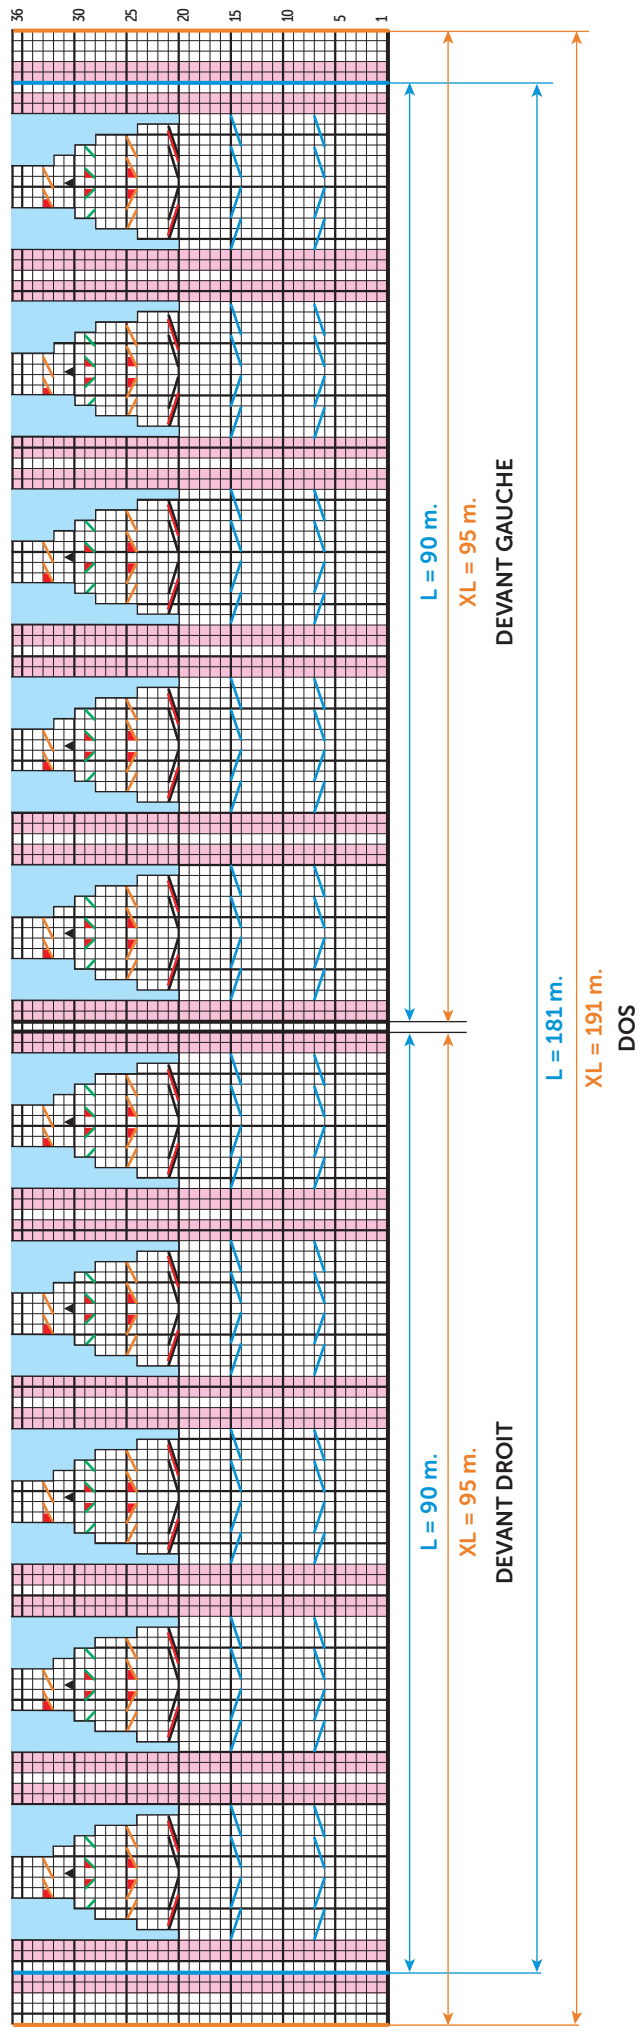 36
30
25
20
15
10
5
1
L = 90 m.
XL = 95 m.
DEVANT GAUCHE
L = 90 m.
XL = 95 m.
DEVANT DROIT
L = 181 m.
XL = 191 m.
DOS